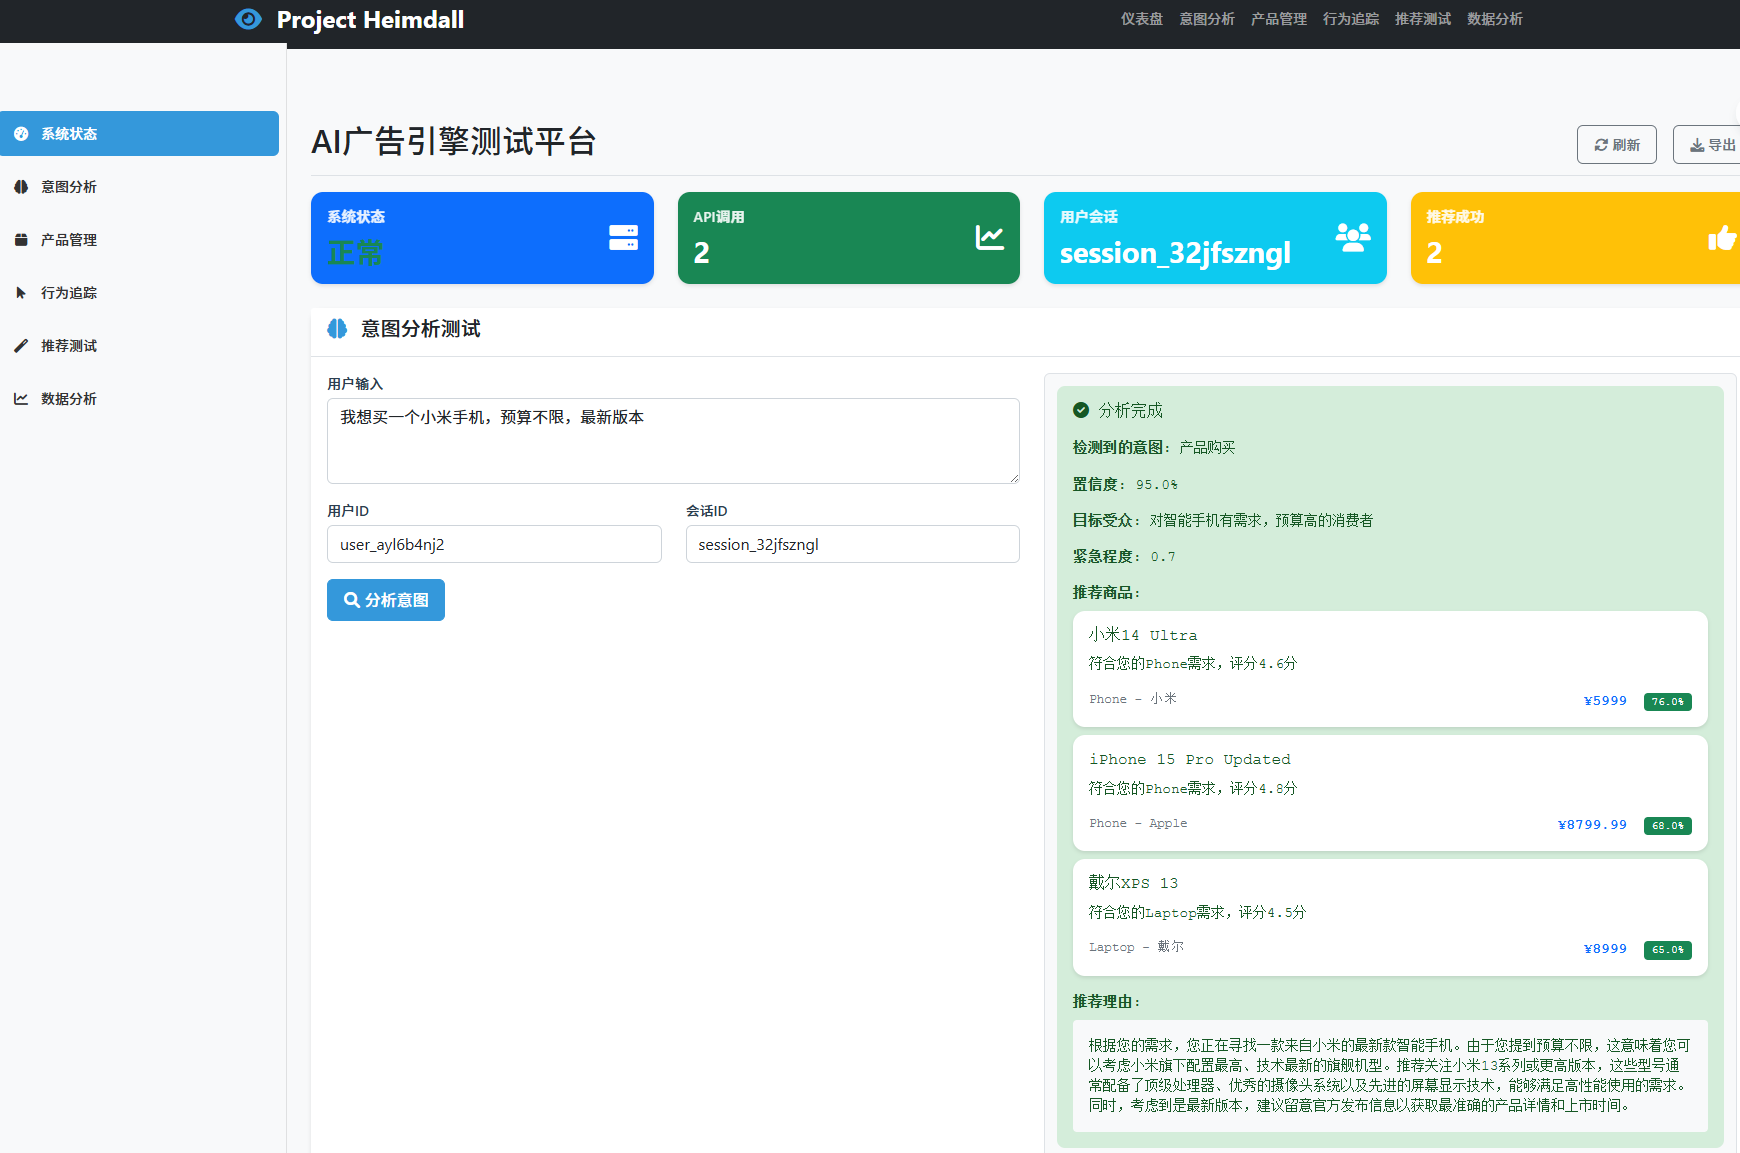 Project Heimdall
仪表盘 意图分析 产品管理 行为追踪 推荐测试 数据分析
系统状态
意图分析
产品管理
行为追踪
推荐测试
数据分析
AI广告引擎测试平台
刷新
导出
系统状态
正常
API调用
2
用户会话
session_32jfszngl
推荐成功
2
意图分析测试
用户输入
我想买一个小米手机，预算不限，最新版本
用户ID
user_ayl6b4nj2
会话ID
session_32jfszngl
分析意图
分析完成
检测到的意图：产品购买
置信度：95.0%
目标受众：对智能手机有需求，预算高的消费者
紧急程度：0.7
推荐商品：
小米14 Ultra
符合您的Phone需求，评分4.6分
Phone - 小米
¥5999 76.0%
iPhone 15 Pro Updated
符合您的Phone需求，评分4.8分
Phone - Apple
¥8799.99 68.0%
戴尔XPS 13
符合您的Laptop需求，评分4.5分
Laptop - 戴尔
¥8999 65.0%
推荐理由：
根据您的需求，您正在寻找一款来自小米的最新款智能手机。由于您提到预算不限，这意味着您可
以考虑小米旗下配置最高、技术最新的旗舰机型。推荐关注小米13系列或更高版本，这些型号通
常配备了顶级处理器、优秀的摄像头系统以及先进的屏幕显示技术，能够满足高性能使用的需求。
同时，考虑到是最新版本，建议留意官方发布信息以获取最准确的产品详情和上市时间。